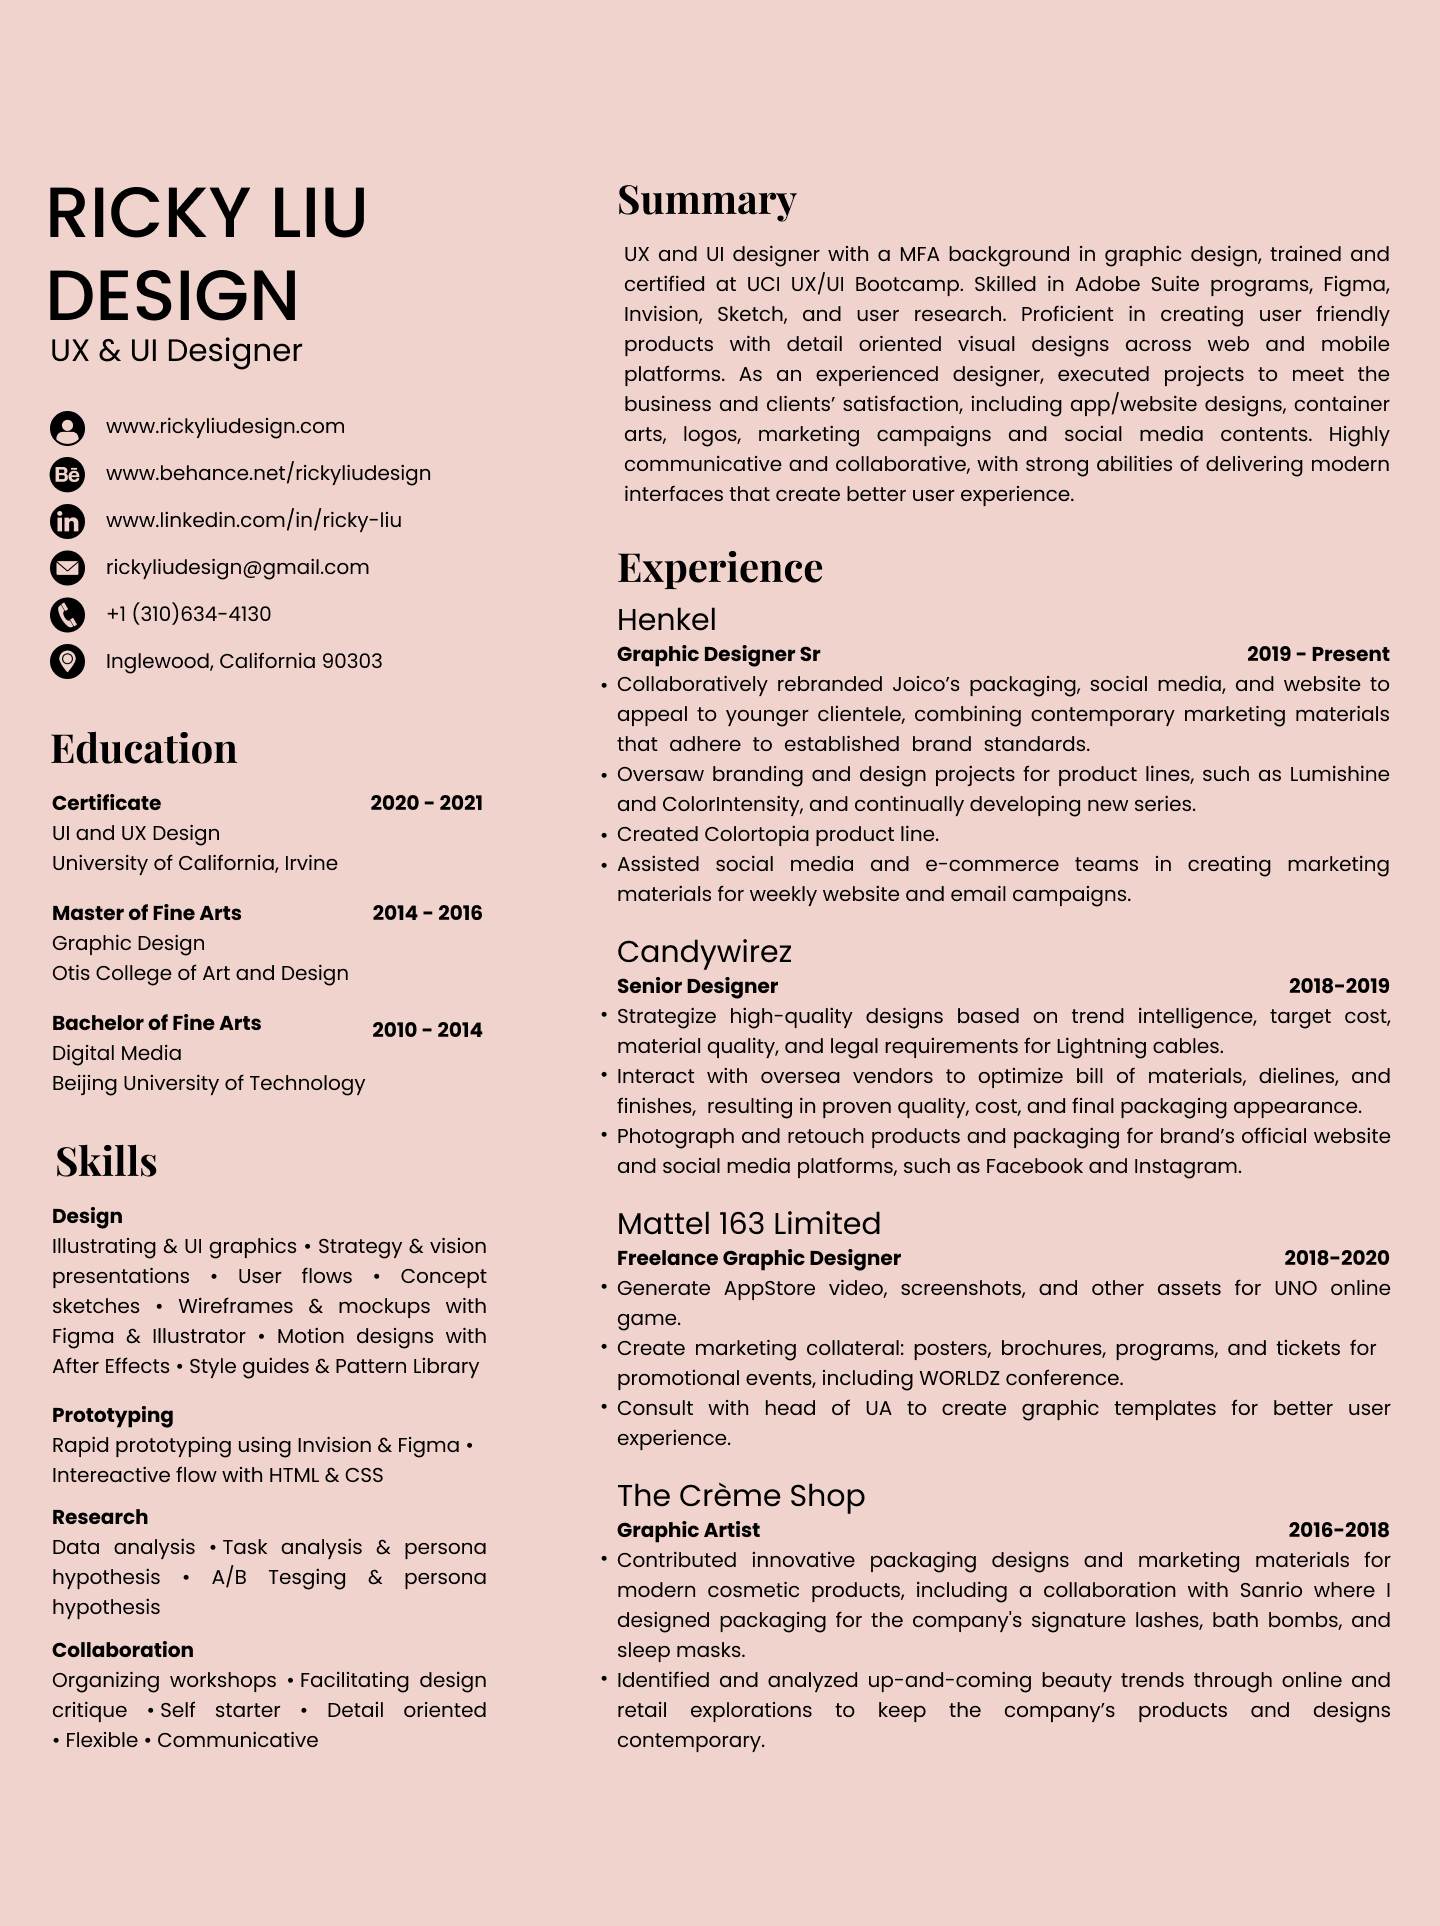 RICKY LIU
DESIGN
UX & UI Designer
www.rickyliudesign.com
Bē www.behance.net/rickyliudesign
in www.linkedin.com/in/ricky-liu
rickyliudesign@gmail.com
+1 (310)634-4130
Inglewood, California 90303
Education
Certificate 2020 - 2021
UI and UX Design
University of California, Irvine
Master of Fine Arts 2014 - 2016
Graphic Design
Otis College of Art and Design
Bachelor of Fine Arts 2010 - 2014
Digital Media
Beijing University of Technology
Skills
Design
Illustrating & UI graphics • Strategy & vision
presentations • User flows • Concept
sketches • Wireframes & mockups with
Figma & Illustrator • Motion designs with
After Effects • Style guides & Pattern Library
Prototyping
Rapid prototyping using Invision & Figma •
Intereactive flow with HTML & CSS
Research
Data analysis • Task analysis & persona
hypothesis • A/B Tesging & persona
hypothesis
Collaboration
Organizing workshops • Facilitating design
critique • Self starter • Detail oriented
• Flexible • Communicative
Summary
UX and UI designer with a MFA background in graphic design, trained and
certified at UCI UX/UI Bootcamp. Skilled in Adobe Suite programs, Figma,
Invision, Sketch, and user research. Proficient in creating user friendly
products with detail oriented visual designs across web and mobile
platforms. As an experienced designer, executed projects to meet the
business and clients’ satisfaction, including app/website designs, container
arts, logos, marketing campaigns and social media contents. Highly
communicative and collaborative, with strong abilities of delivering modern
interfaces that create better user experience.
Experience
Henkel
Graphic Designer Sr 2019 - Present
• Collaboratively rebranded Joico’s packaging, social media, and website to
appeal to younger clientele, combining contemporary marketing materials
that adhere to established brand standards.
• Oversaw branding and design projects for product lines, such as Lumishine
and ColorIntensity, and continually developing new series.
• Created Colortopia product line.
• Assisted social media and e-commerce teams in creating marketing
materials for weekly website and email campaigns.
Candywirez
Senior Designer 2018-2019
• Strategize high-quality designs based on trend intelligence, target cost,
material quality, and legal requirements for Lightning cables.
• Interact with oversea vendors to optimize bill of materials, dielines, and
finishes, resulting in proven quality, cost, and final packaging appearance.
• Photograph and retouch products and packaging for brand’s official website
and social media platforms, such as Facebook and Instagram.
Mattel 163 Limited
Freelance Graphic Designer 2018-2020
• Generate AppStore video, screenshots, and other assets for UNO online
game.
• Create marketing collateral: posters, brochures, programs, and tickets for
promotional events, including WORLDZ conference.
• Consult with head of UA to create graphic templates for better user
experience.
The Crème Shop
Graphic Artist 2016-2018
• Contributed innovative packaging designs and marketing materials for
modern cosmetic products, including a collaboration with Sanrio where I
designed packaging for the company's signature lashes, bath bombs, and
sleep masks.
• Identified and analyzed up-and-coming beauty trends through online and
retail explorations to keep the company’s products and designs
contemporary.